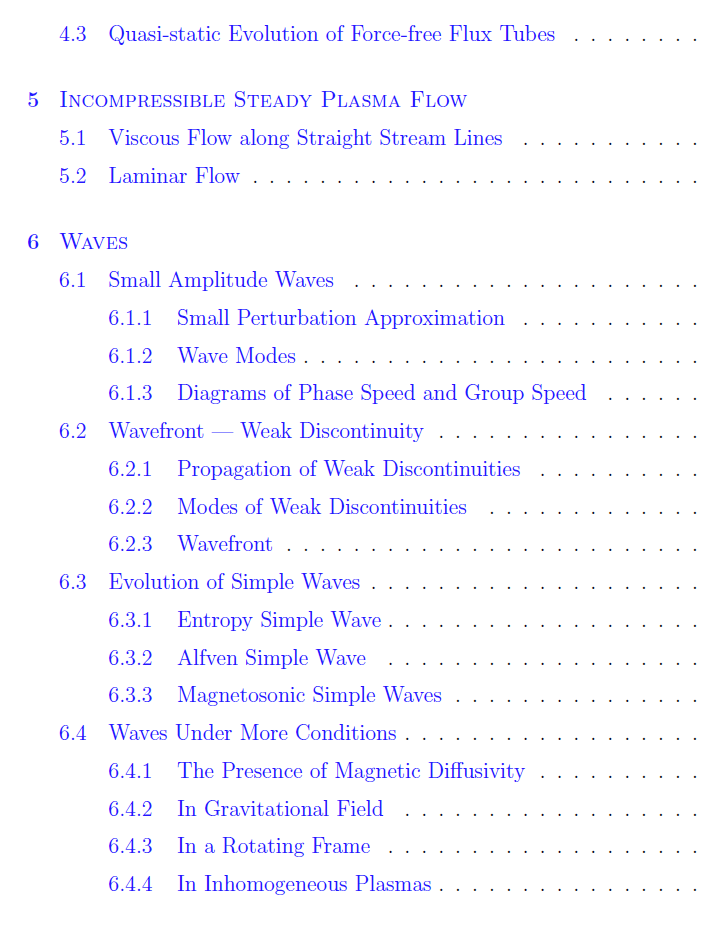 4.3 Quasi-static Evolution of Force-free Flux Tubes . . . . . . . .
5 Incompressible Steady Plasma Flow
5.1 Viscous Flow along Straight Stream Lines . . . . . . . . . . .
5.2 Laminar Flow . . . . . . . . . . . . . . . . . . . . . . . . . . .
6 Waves
6.1 Small Amplitude Waves . . . . . . . . . . . . . . . . . . . . .
6.1.1 Small Perturbation Approximation . . . . . . . . . . .
6.1.2 Wave Modes . . . . . . . . . . . . . . . . . . . . . . . .
6.1.3 Diagrams of Phase Speed and Group Speed . . . . . .
6.2 Wavefront — Weak Discontinuity . . . . . . . . . . . . . . . .
6.2.1 Propagation of Weak Discontinuities . . . . . . . . . .
6.2.2 Modes of Weak Discontinuities . . . . . . . . . . . . .
6.2.3 Wavefront . . . . . . . . . . . . . . . . . . . . . . . . .
6.3 Evolution of Simple Waves . . . . . . . . . . . . . . . . . . . .
6.3.1 Entropy Simple Wave . . . . . . . . . . . . . . . . . . .
6.3.2 Alfven Simple Wave . . . . . . . . . . . . . . . . . . .
6.3.3 Magnetosonic Simple Waves . . . . . . . . . . . . . . .
6.4 Waves Under More Conditions . . . . . . . . . . . . . . . . . .
6.4.1 The Presence of Magnetic Diffusivity . . . . . . . . . .
6.4.2 In Gravitational Field . . . . . . . . . . . . . . . . . .
6.4.3 In a Rotating Frame . . . . . . . . . . . . . . . . . . .
6.4.4 In Inhomogeneous Plasmas . . . . . . . . . . . . . . . .